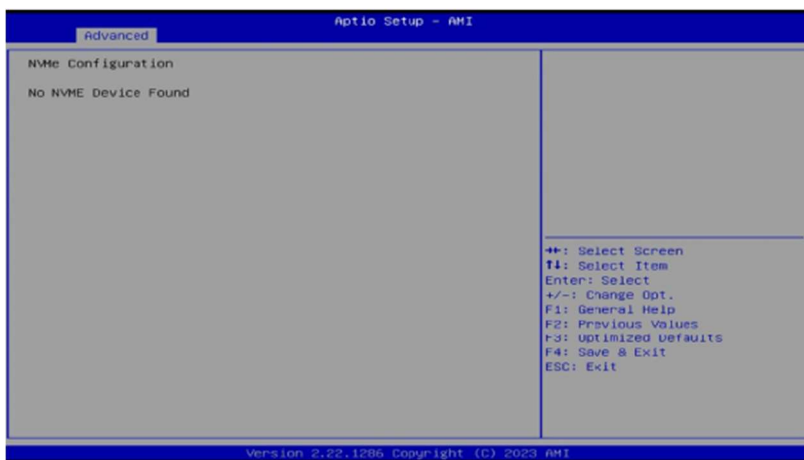 Aptio Setup - AMI
Advanced
NVMe Configuration
No NVME Device Found
→←: Select Screen
↑↓: Select Item
Enter: Select
+/-: Change Opt.
F1: General Help
F2: Previous Values
F3: Optimized Defaults
F4: Save & Exit
ESC: Exit
Version 2.22.1286 Copyright (C) 2023 AMI